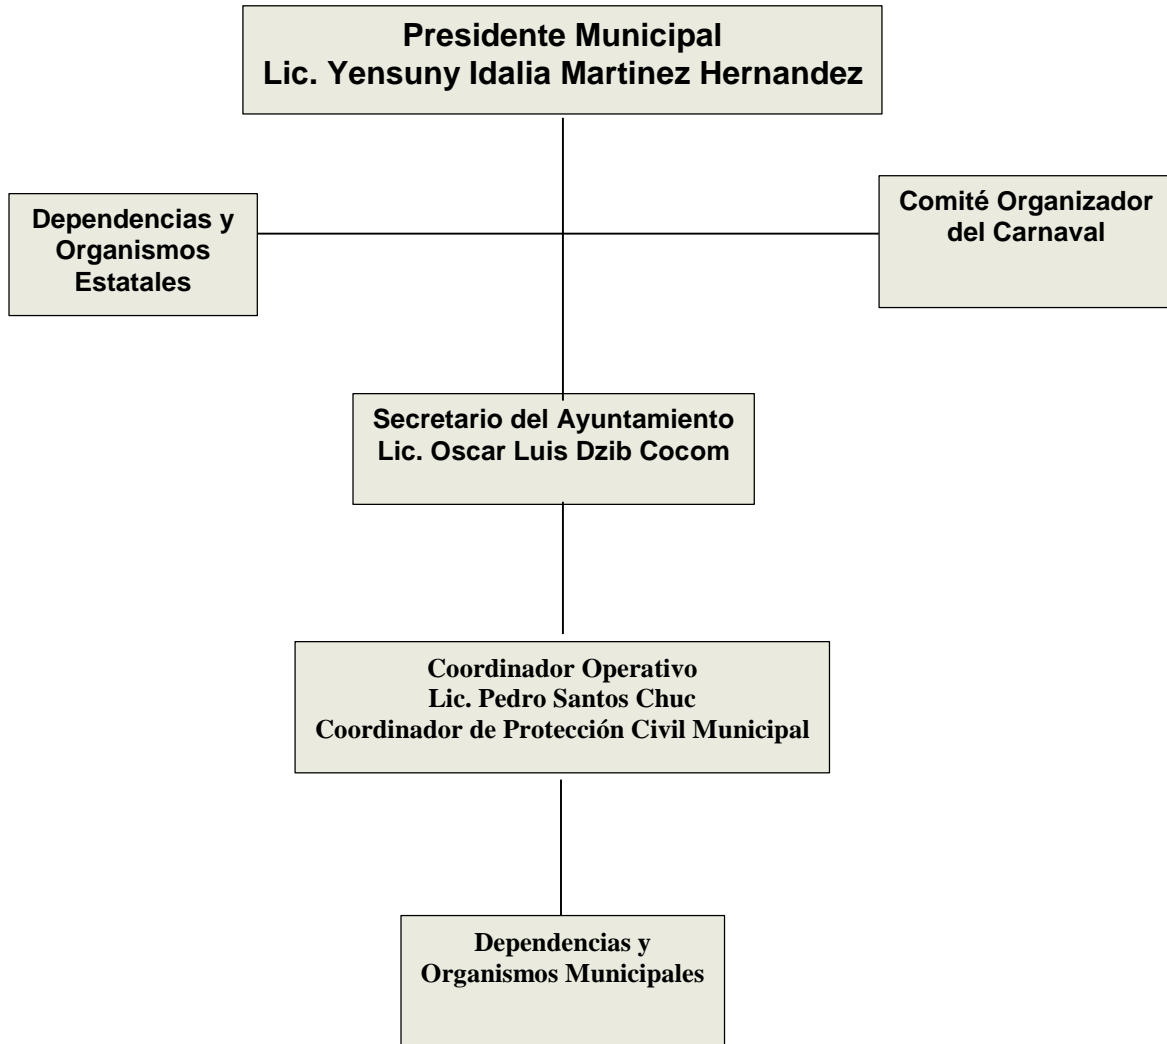 Presidente Municipal
Lic. Yensuny Idalia Martinez Hernandez
Dependencias y
Organismos
Estatales
Comité Organizador
del Carnaval
Secretario del Ayuntamiento
Lic. Oscar Luis Dzib Cocom
Coordinador Operativo
Lic. Pedro Santos Chuc
Coordinador de Protección Civil Municipal
Dependencias y
Organismos Municipales